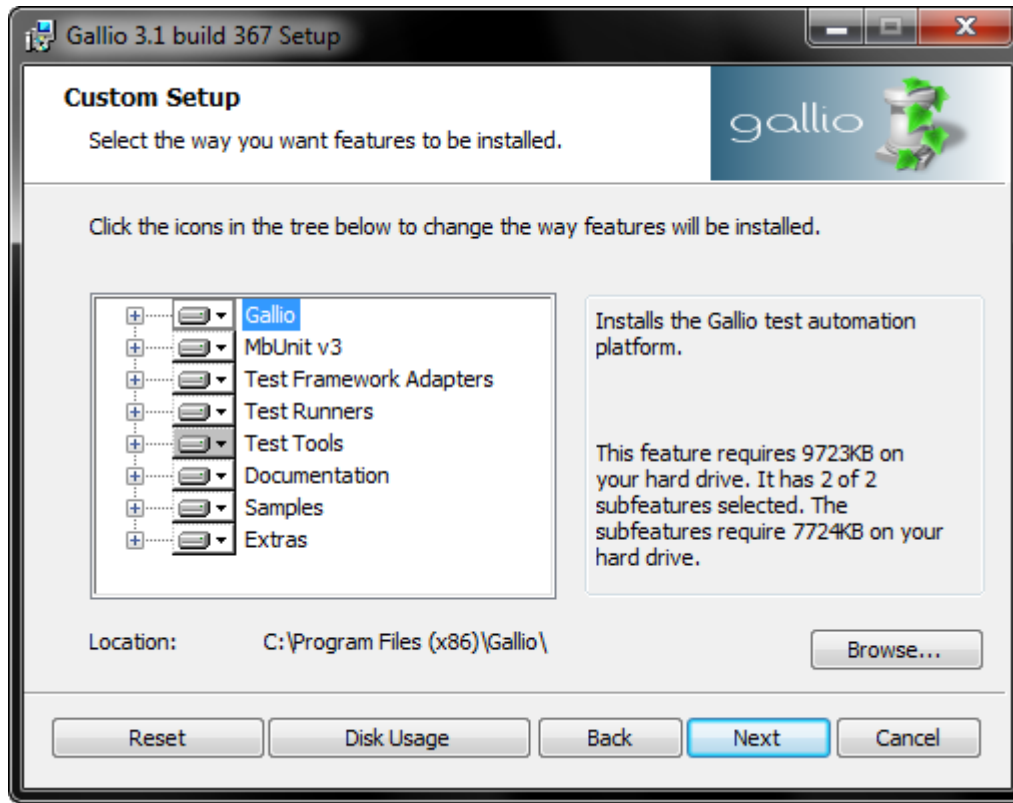 Gallio 3.1 build 367 Setup
Custom Setup
Select the way you want features to be installed.
gallio
Click the icons in the tree below to change the way features will be installed.
Gallio
MbUnit v3
Test Framework Adapters
Test Runners
Test Tools
Documentation
Samples
Extras
Installs the Gallio test automation
platform.
This feature requires 9723KB on
your hard drive. It has 2 of 2
subfeatures selected. The
subfeatures require 7724KB on your
hard drive.
Location: C:\Program Files (x86)\Gallio\
Browse...
Reset Disk Usage Back Next Cancel